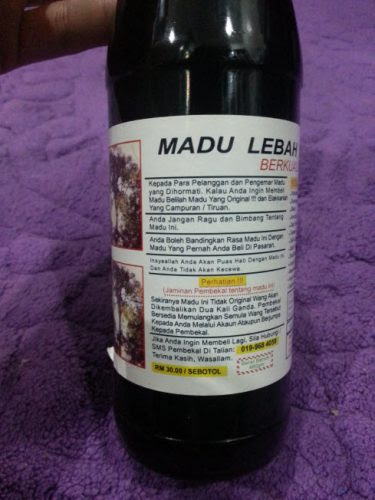 MADU LEBAH
Kepada Para Pelanggan dan Pengemar Madu
yang Dihormati. Kalau Anda Ingin Membeli
Madu Belilah Madu Yang Original !!! dan Elakkanlah
Yang Campuran / Tiruan.
Anda Jangan Ragu dan Bimbang Tentang
Madu Ini.
Anda Boleh Bandingkan Rasa Madu Ini Dengan
Madu Yang Pernah Anda Beli Di Pasaran.
Insyaallah Anda Akan Puas Hati Dengan Madu Ini
Dan Anda Tidak Akan Kecewa.
Perhatian !!!
(Jaminan Pembekal tentang madu ini)
Sekiranya Madu Ini Tidak Original Wang Akan
Dikembalikan Dua Kali Ganda. Pembekal
Bersedia Memulangkan Semula Wang Tersebut
Kepada Anda Melalui Akaun Ataukpun Berjumpa
Kepada Pembekal.
Jika Anda Ingin Membeli Lagi, Sila Hubungi
SMS Pembekal Di Talian: 019-968 4059
Terima Kasih, Wasallam.
RM 30.00 / SEBOTOL